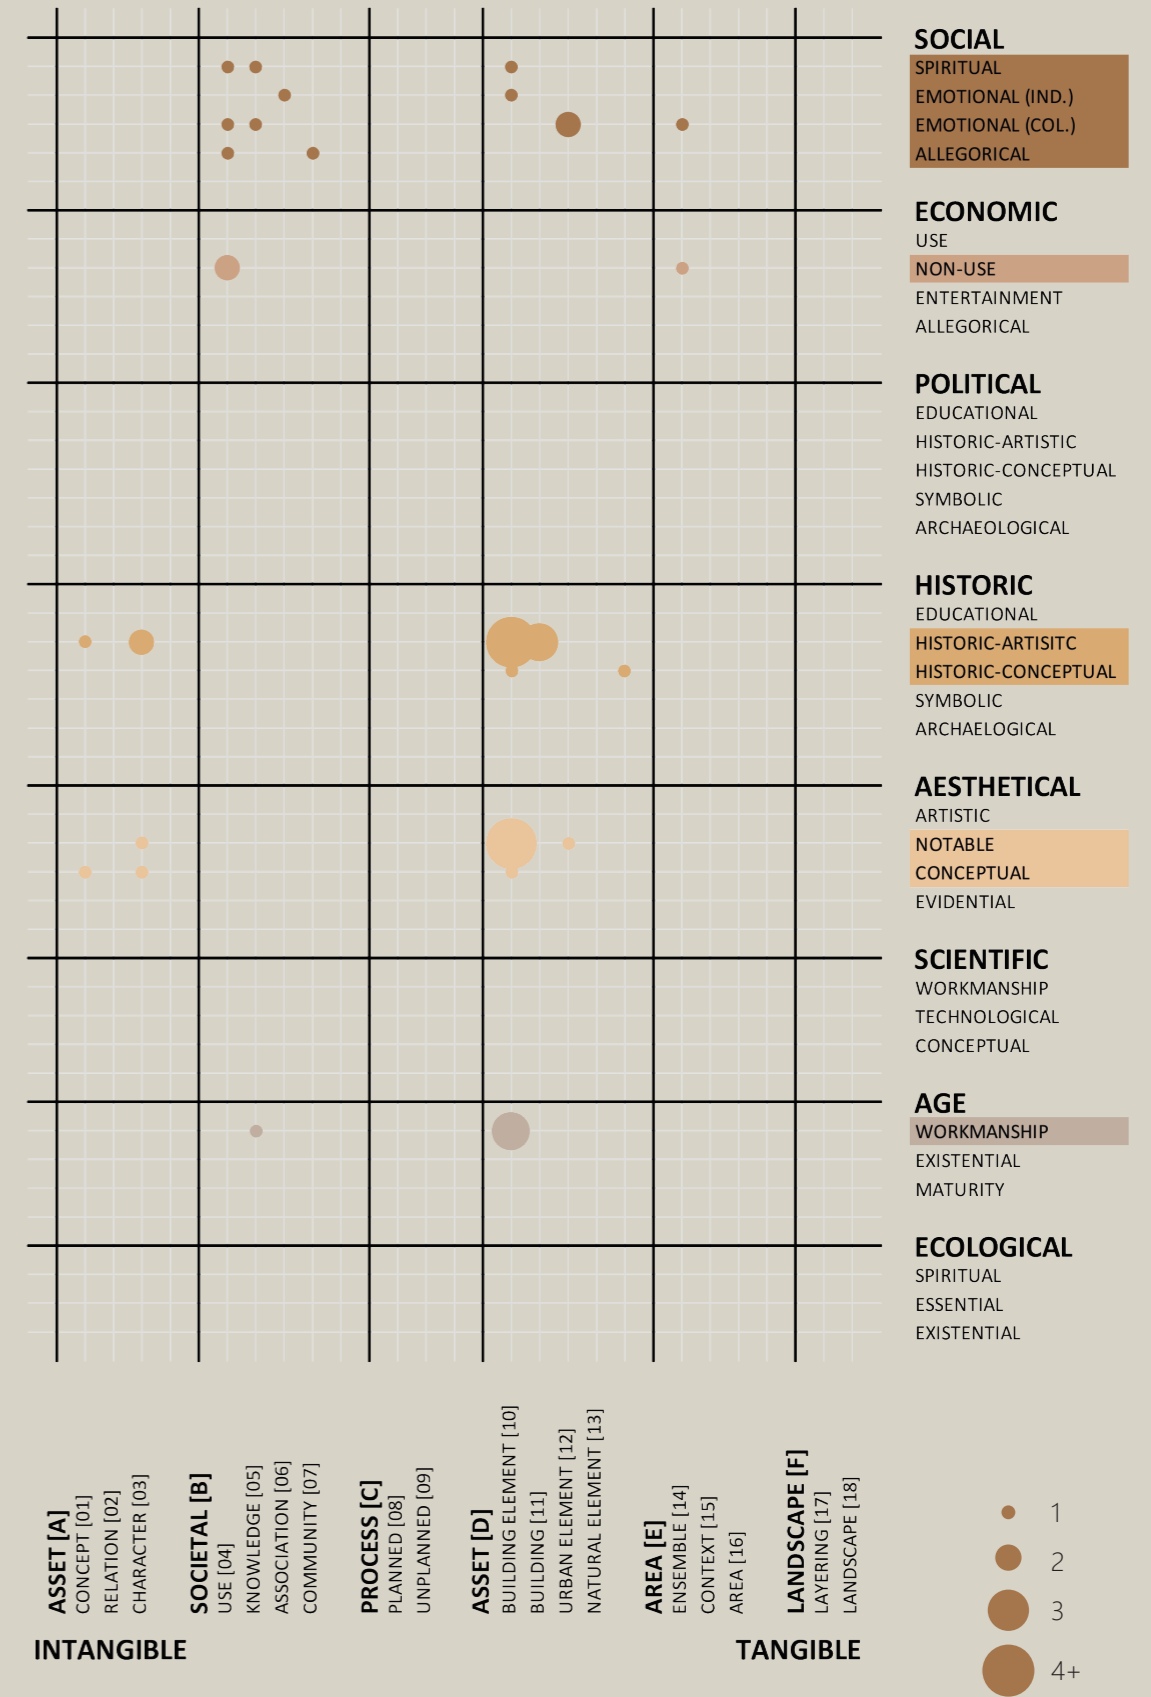 SOCIAL
SPIRITUAL
EMOTIONAL (IND.)
EMOTIONAL (COL.)
ALLEGORICAL
ECONOMIC
USE
NON-USE
ENTERTAINMENT
ALLEGORICAL
POLITICAL
EDUCATIONAL
HISTORIC-ARTISTIC
HISTORIC-CONCEPTUAL
SYMBOLIC
ARCHAEOLOGICAL
HISTORIC
EDUCATIONAL
HISTORIC-ARTISITC
HISTORIC-CONCEPTUAL
SYMBOLIC
ARCHAELOGICAL
AESTHETICAL
ARTISTIC
NOTABLE
CONCEPTUAL
EVIDENTIAL
SCIENTIFIC
WORKMANSHIP
TECHNOLOGICAL
CONCEPTUAL
AGE
WORKMANSHIP
EXISTENTIAL
MATURITY
ECOLOGICAL
SPIRITUAL
ESSENTIAL
EXISTENTIAL
ASSET [A]
CONCEPT [01]
RELATION [02]
CHARACTER [03]
SOCIETAL [B]
USE [04]
KNOWLEDGE [05]
ASSOCIATION [06]
COMMUNITY [07]
PROCESS [C]
PLANNED [08]
UNPLANNED [09]
ASSET [D]
BUILDING ELEMENT [10]
BUILDING [11]
URBAN ELEMENT [12]
NATURAL ELEMENT [13]
AREA [E]
ENSEMBLE [14]
CONTEXT [15]
AREA [16]
LANDSCAPE [F]
LAYERING [17]
LANDSCAPE [18]
INTANGIBLE
TANGIBLE
1
2
3
4+